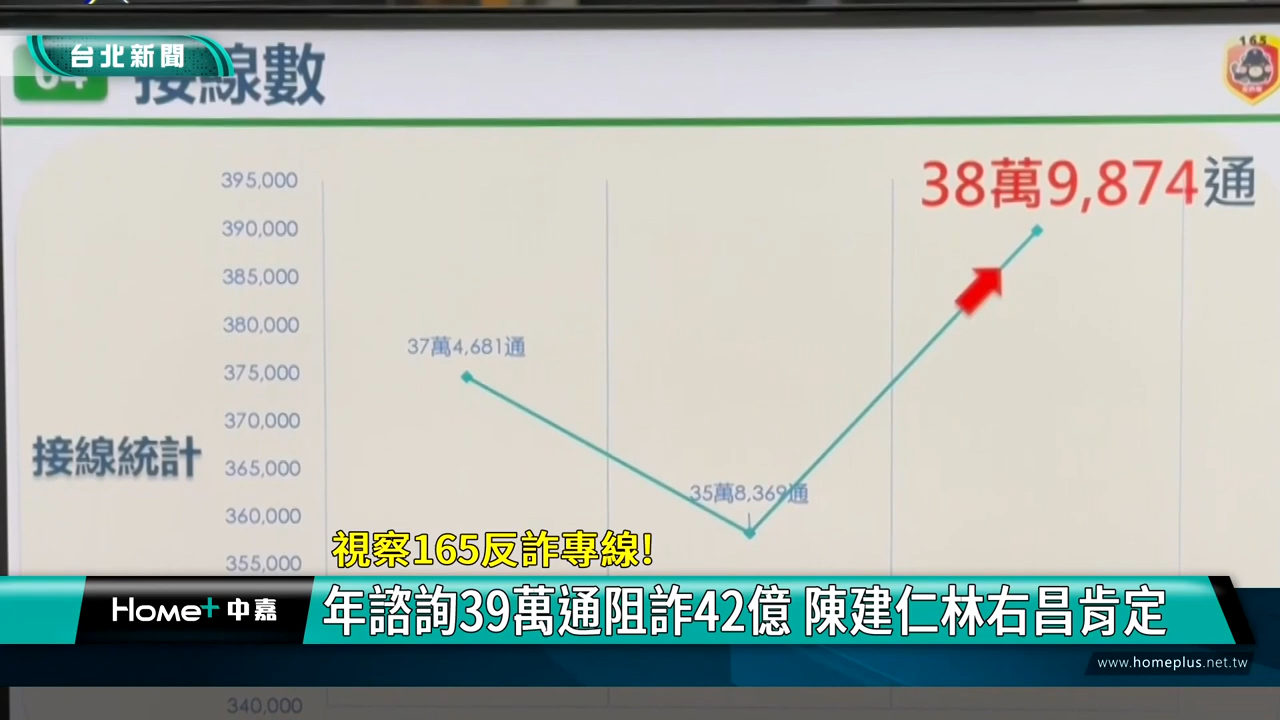 台北新聞
04 接線數
165
38萬9,874通
395,000
390,000
385,000
380,000
37萬4,681通
375,000
370,000
接線統計
365,000
35萬8,369通
360,000
355,000
視察165反詐專線!
Home+中嘉
年諮詢39萬通阻詐42億 陳建仁林右昌肯定
www.homeplus.net.tw
340,000